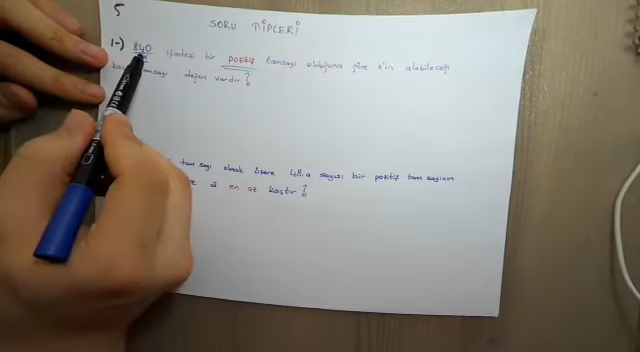 5
SORU TİPLERİ
1-) 840 ifadesi bir pozitif tamsayı olduğuna göre x'in alabileceği
tamsayı değeri vardır?
tam sayı olmak üzere 48.a sayısı bir pozitif tam sayının
a en az kaçtır?